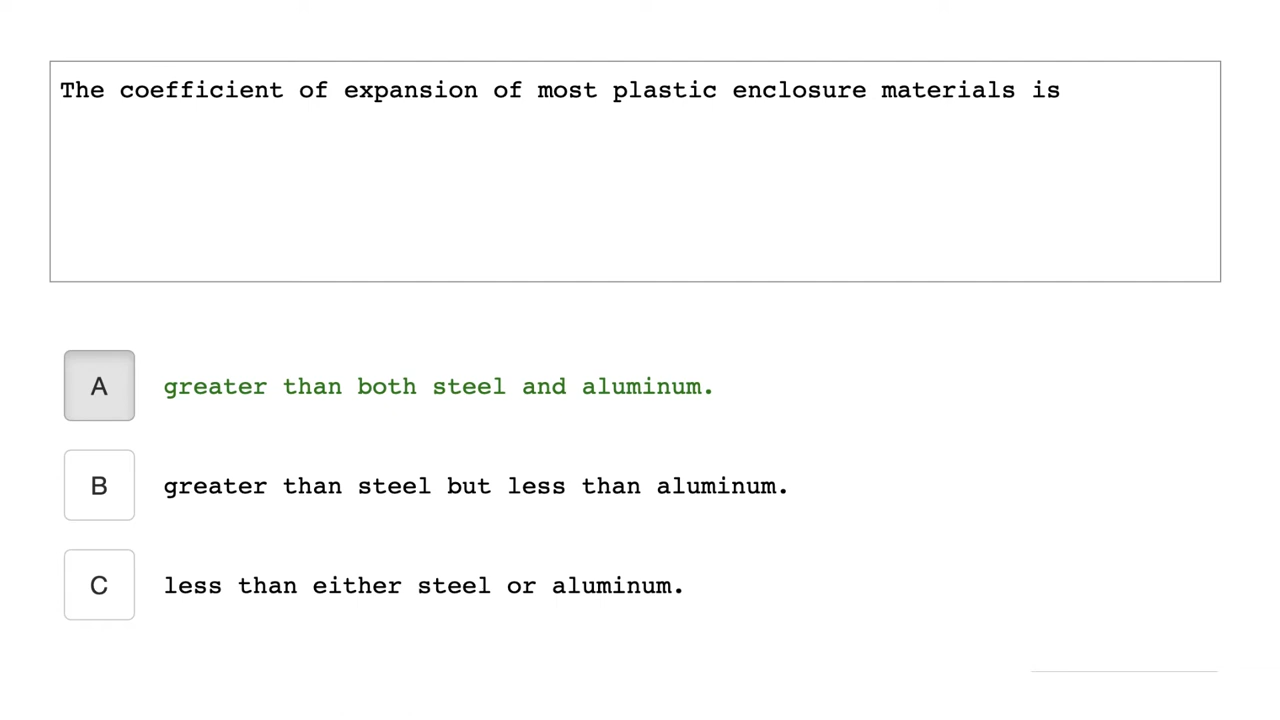 The coefficient of expansion of most plastic enclosure materials is
A greater than both steel and aluminum.
B greater than steel but less than aluminum.
C less than either steel or aluminum.